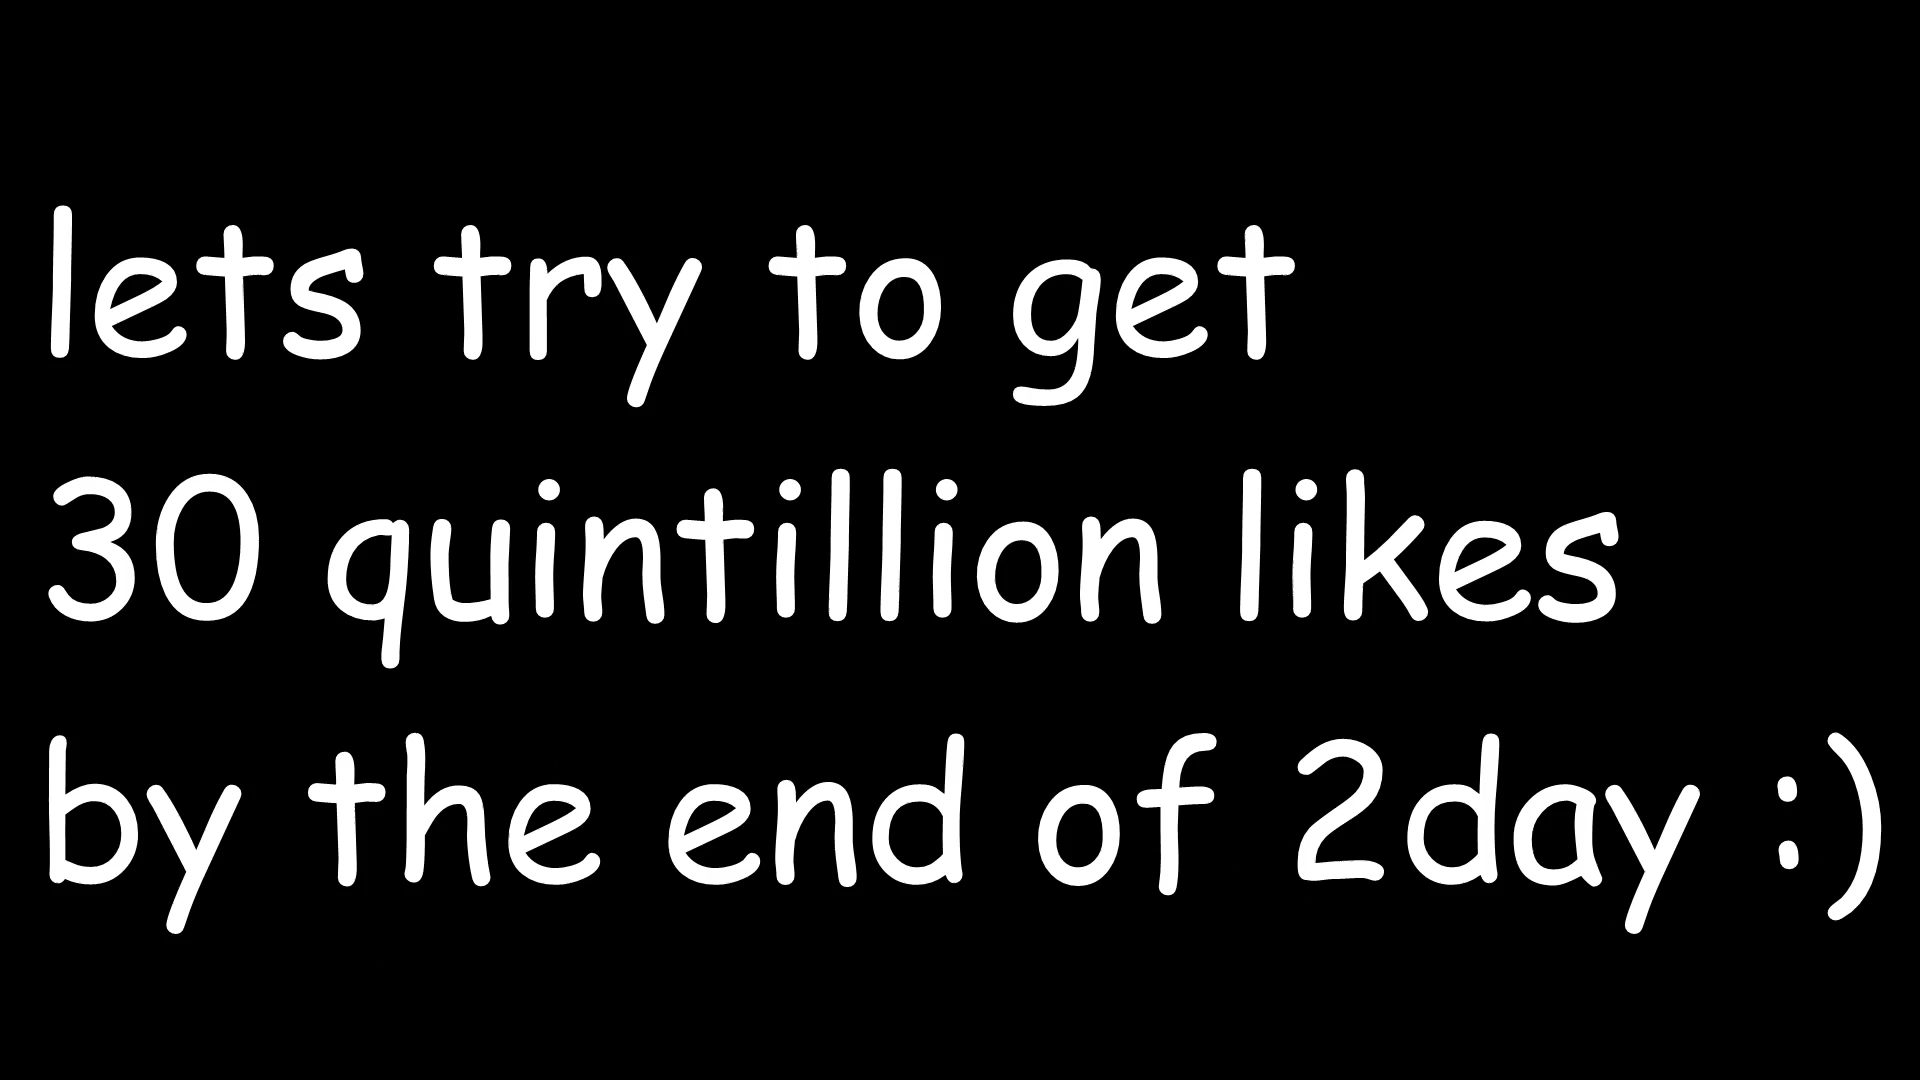 lets try to get
30 quintillion likes
by the end of 2day :)